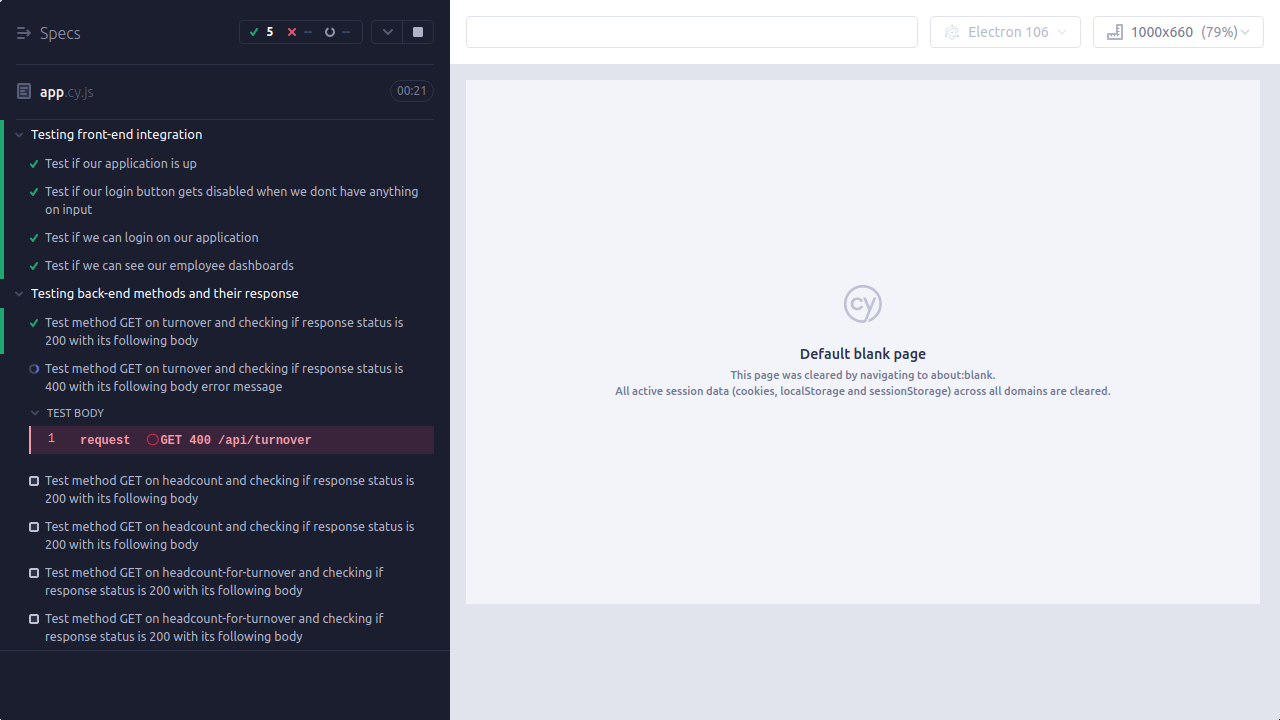 Specs
5 -- --
app.cy.js
00:21
Testing front-end integration
Test if our application is up
Test if our login button gets disabled when we dont have anything
on input
Test if we can login on our application
Test if we can see our employee dashboards
Testing back-end methods and their response
Test method GET on turnover and checking if response status is
200 with its following body
Test method GET on turnover and checking if response status is
400 with its following body error message
TEST BODY
1 request GET 400 /api/turnover
Test method GET on headcount and checking if response status is
200 with its following body
Test method GET on headcount and checking if response status is
200 with its following body
Test method GET on headcount-for-turnover and checking if
response status is 200 with its following body
Test method GET on headcount-for-turnover and checking if
response status is 200 with its following body
Electron 106
1000x660 (79%)
cy
Default blank page
This page was cleared by navigating to about:blank.
All active session data (cookies, localStorage and sessionStorage) across all domains are cleared.